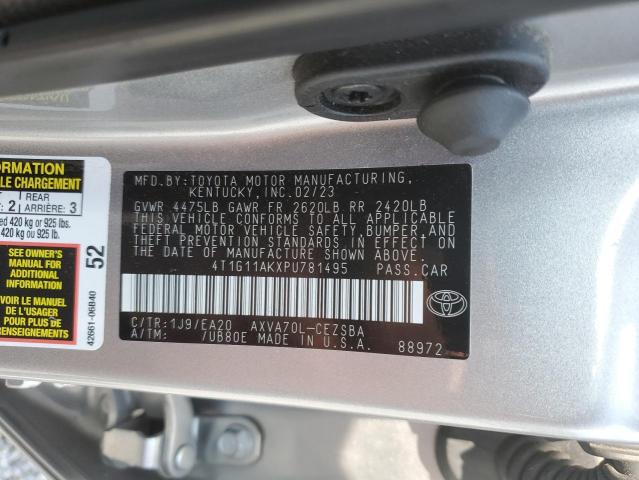 MFD.BY:TOYOTA MOTOR MANUFACTURING,
KENTUCKY, INC. 02/23
GVWR 4475LB GAWR FR 2620LB RR 2420LB
THIS VEHICLE CONFORMS TO ALL APPLICABLE
FEDERAL MOTOR VEHICLE SAFETY, BUMPER, AND
THEFT PREVENTION STANDARDS IN EFFECT ON
THE DATE OF MANUFACTURE SHOWN ABOVE.
4T1G11AKXPU781495 PASS.CAR
C/TR:1J9/EA20 AXVA70L-CEZSBA
A/TM: 7UB80E MADE IN U.S.A.
88972
TOYOTA
ORMATION
LE CHARGEMENT
2 REAR
ARRIÈRE: 3
ed 420 kg or 925 lbs.
420 kg ou 925 lb.
SEE OWNER'S
MANUAL FOR
ADDITIONAL
INFORMATION
Voir le manuel
de L'USAGER
pour plus de
renseignements
52
42661-06B40